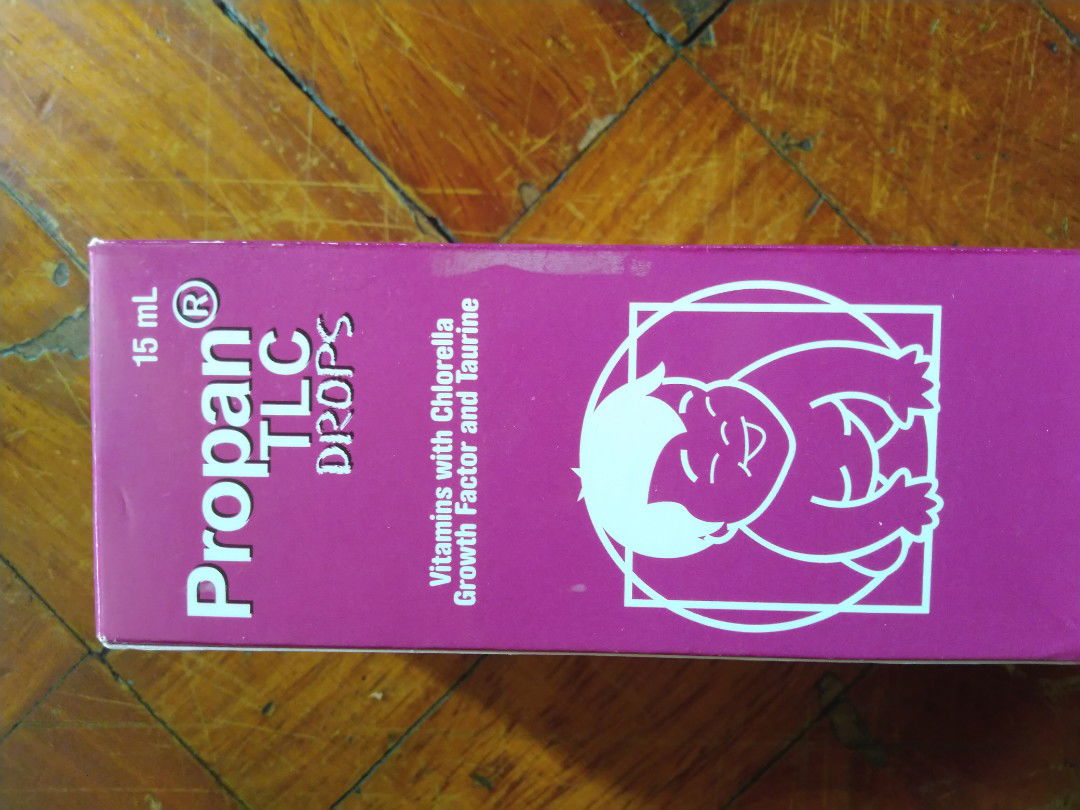 15 mL
Propan®
TLC
DROPS
Vitamins with Chlorella
Growth Factor and Taurine